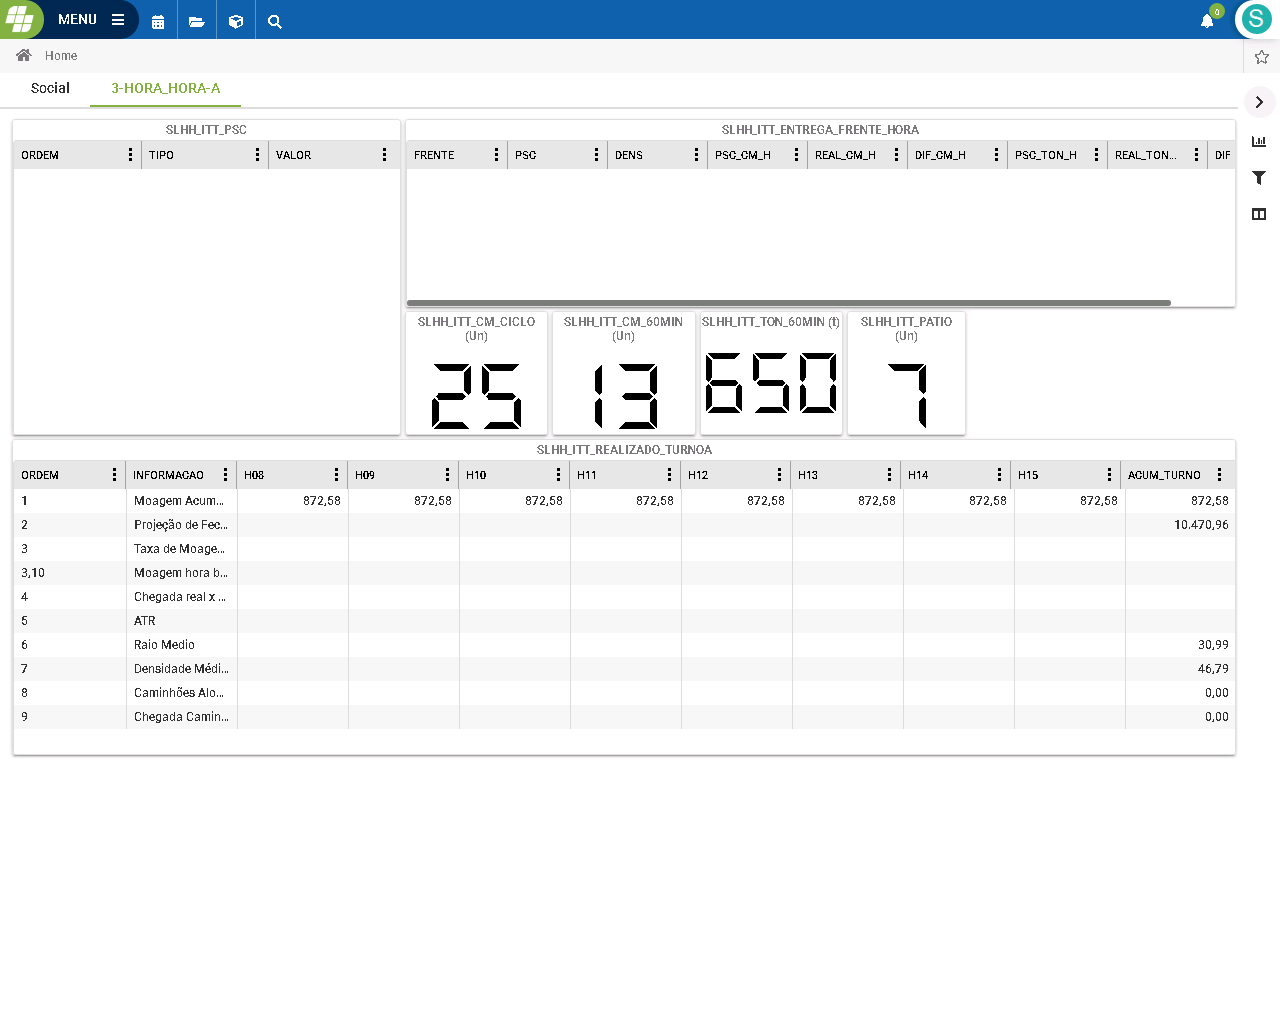 MENU
0
S
Home
Social 3-HORA_HORA-A
SLHH_ITT_PSC
ORDEM TIPO VALOR
SLHH_ITT_ENTREGA_FRENTE_HORA
FRENTE PSC DENS PSC_CM_H REAL_CM_H DIF_CM_H PSC_TON_H REAL_TON... DIF
SLHH_ITT_CM_CICLO
(Un)
25
SLHH_ITT_CM_60MIN
(Un)
13
SLHH_ITT_TON_60MIN (t)
650
SLHH_ITT_PATIO
(Un)
7
SLHH_ITT_REALIZADO_TURNOA
ORDEM INFORMACAO H08 H09 H10 H11 H12 H13 H14 H15 AGUM_TURNO
1 Moagem Acum... 872,58 872,58 872,58 872,58 872,58 872,58 872,58 872,58 872,58
2 Projeção de Fec... 10.470,96
3 Taxa de Moage...
3,10 Moagem hora b...
4 Chegada real x ...
5 ATR
6 Raio Medio 30,99
7 Densidade Médi... 46,79
8 Caminhões Alo... 0,00
9 Chegada Camin... 0,00